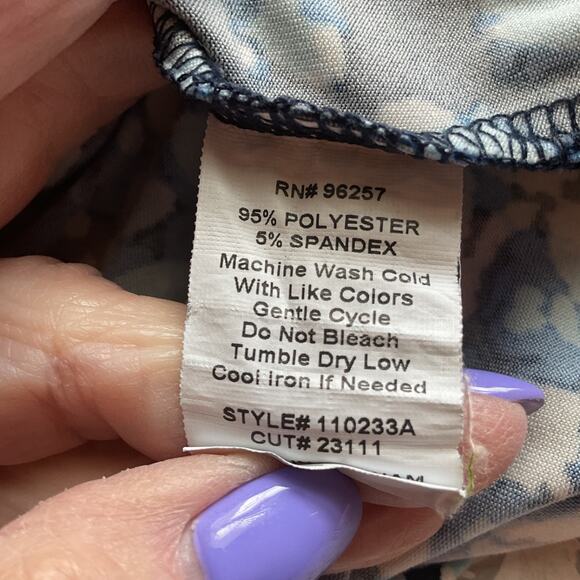 RN# 96257
95% POLYESTER
5% SPANDEX
Machine Wash Cold
With Like Colors
Gentle Cycle
Do Not Bleach
Tumble Dry Low
Cool Iron If Needed
STYLE# 110233A
CUT# 23111